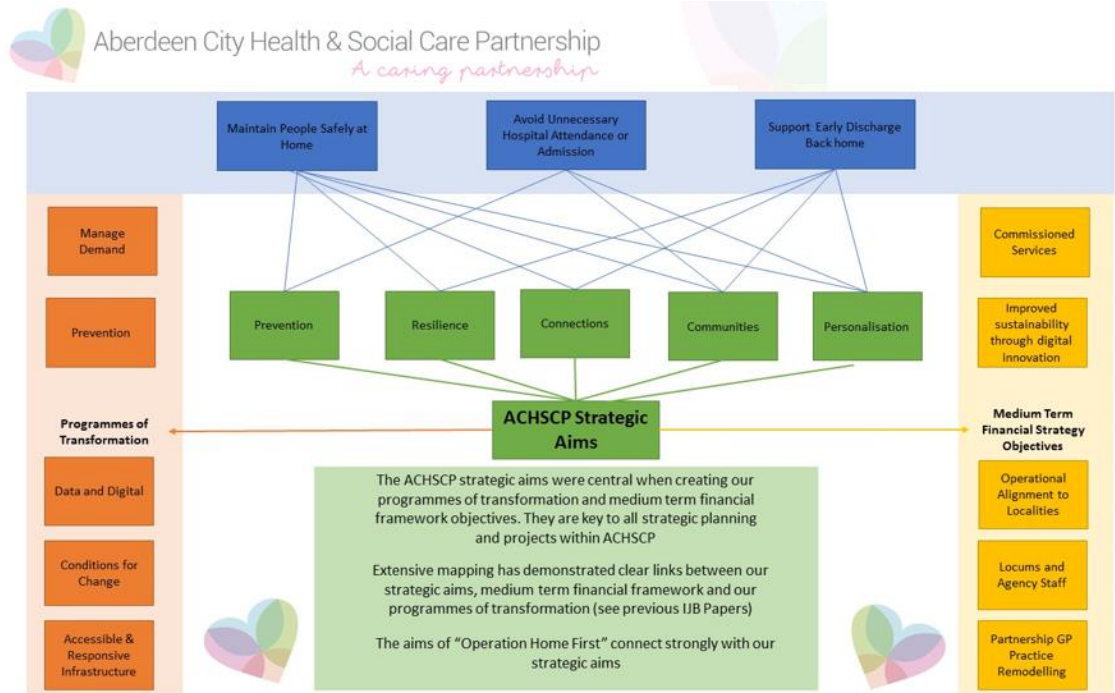 Aberdeen City Health & Social Care Partnership
A caring partnership
Maintain People Safely at
Home
Avoid Unnecessary
Hospital Attendance or
Admission
Support Early Discharge
Back home
Manage
Demand
Prevention
Prevention
Resilience
Connections
Communities
Personalisation
Commissioned
Services
Improved
sustainability
through digital
innovation
Programmes of
Transformation
ACHSCP Strategic
Aims
Medium Term
Financial Strategy
Objectives
Data and Digital
Conditions for
Change
Accessible &
Responsive
Infrastructure
The ACHSCP strategic aims were central when creating our
programmes of transformation and medium term financial
framework objectives. They are key to all strategic planning
and projects within ACHSCP
Extensive mapping has demonstrated clear links between our
strategic aims, medium term financial framework and our
programmes of transformation (see previous IJB Papers)
The aims of “Operation Home First” connect strongly with our
strategic aims
Operational
Alignment to
Localities
Locums and
Agency Staff
Partnership GP
Practice
Remodelling